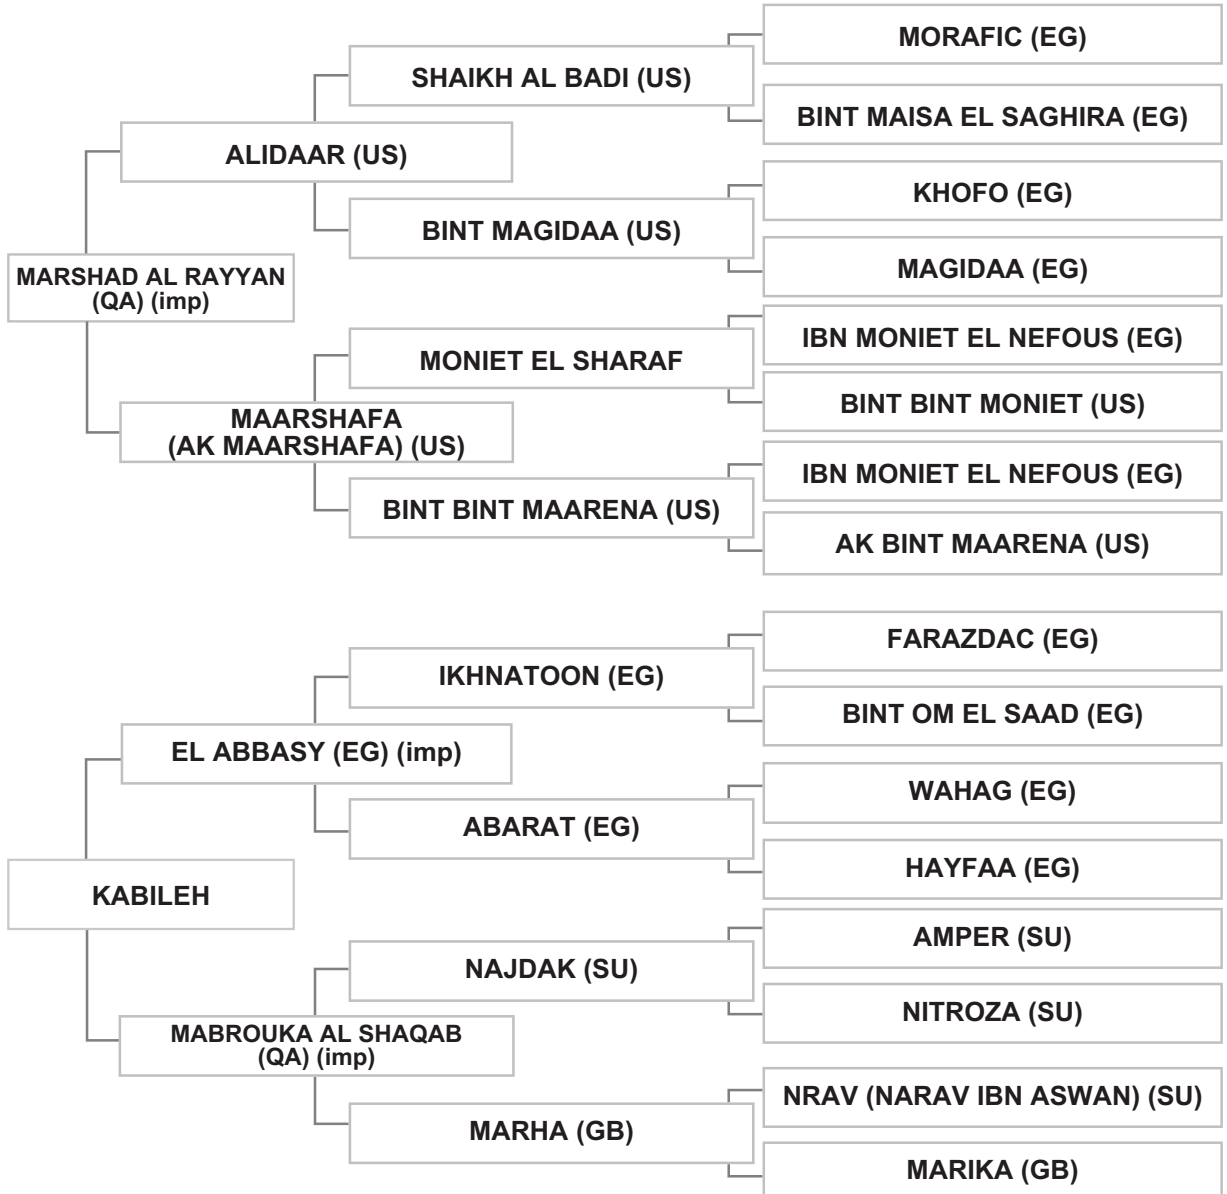 MORAFIC (EG)
SHAIKH AL BADI (US)
BINT MAISA EL SAGHIRA (EG)
ALIDAAR (US)
KHOFO (EG)
BINT MAGIDAA (US)
MAGIDAA (EG)
MARSHAD AL RAYYAN
(QA) (imp)
IBN MONIET EL NEFOUS (EG)
MONIET EL SHARAF
BINT BINT MONIET (US)
MAARSHAFA
(AK MAARSHAFA) (US)
IBN MONIET EL NEFOUS (EG)
BINT BINT MAARENA (US)
AK BINT MAARENA (US)
FARAZDAC (EG)
IKHNATOON (EG)
BINT OM EL SAAD (EG)
EL ABBASY (EG) (imp)
WAHAG (EG)
ABARAT (EG)
HAYFAA (EG)
KABILEH
AMPER (SU)
NAJDAK (SU)
NITROZA (SU)
MABROUKA AL SHAQAB
(QA) (imp)
NRAV (NARAV IBN ASWAN) (SU)
MARHA (GB)
MARIKA (GB)